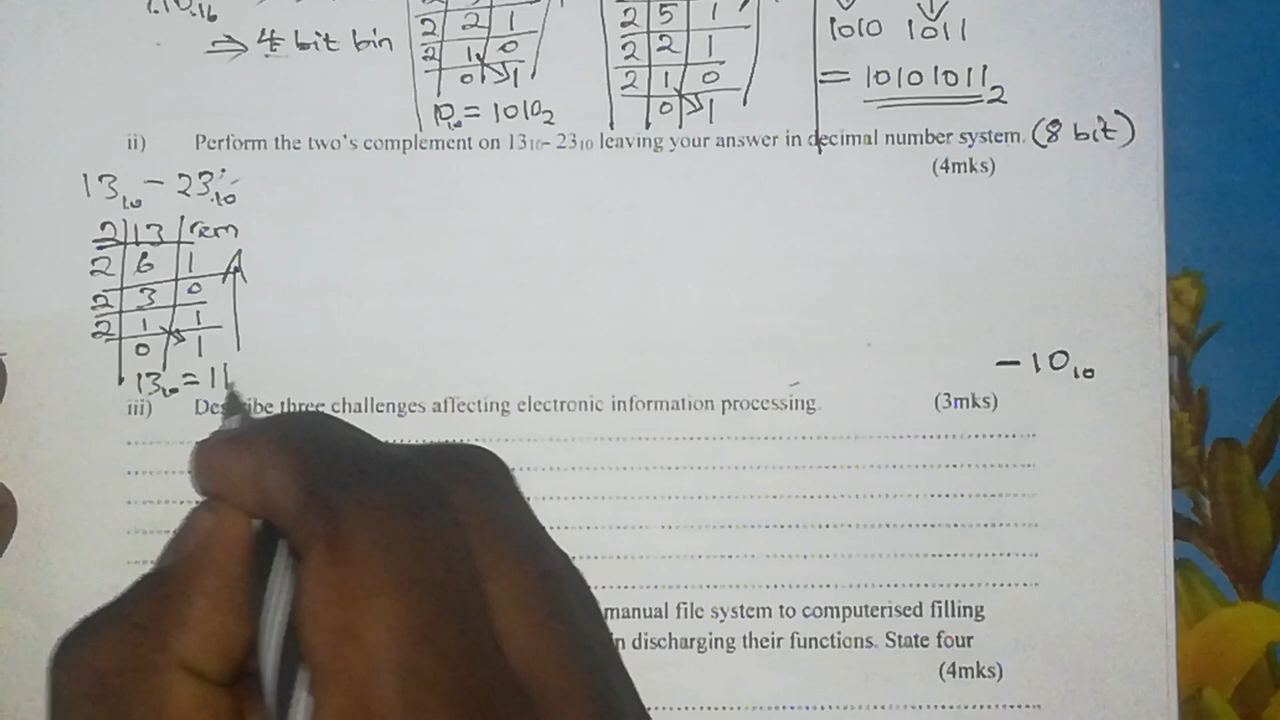 1.10.16
⇒ 4 bit bin
2 | 2 | 1
2 | 1 | 0
0 | 1
10₁₀ = 1010₂
2 | 5 | 1
2 | 2 | 1
2 | 1 | 0
0 | 1
1010 1011
= 10101011₂
ii) Perform the two's complement on 13₁₀- 23₁₀ leaving your answer in decimal number system. (8 bit)
(4mks)
13₁₀ - 23₁₀
2 | 13 | rem
2 | 6 | 1
2 | 3 | 0
2 | 1 | 1
0 | 1
13₁₀ = 11
-10₁₀
iii) Describe three challenges affecting electronic information processing. (3mks)
manual file system to computerised filling
n discharging their functions. State four
(4mks)